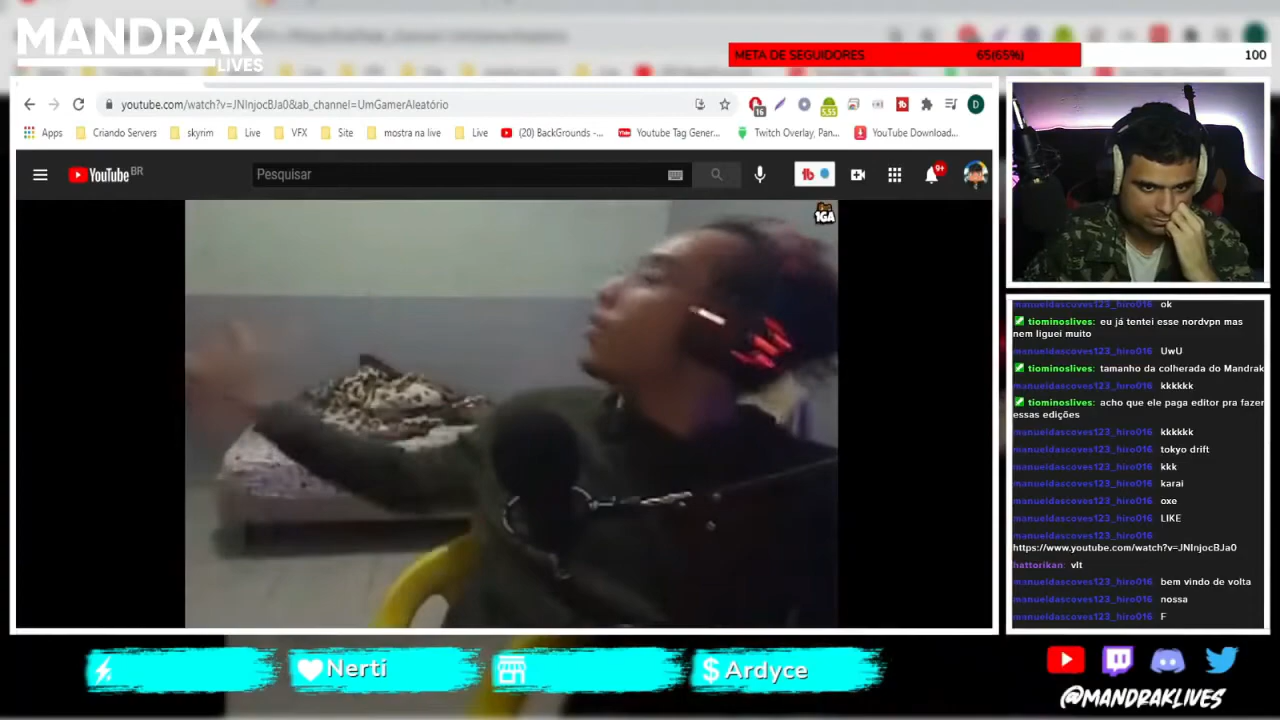 MANDRAK
LIVES
META DE SEGUIDORES 65(65%) 100
youtube.com/watch?v=JNInjocBJa0&ab_channel=UmGamerAleatório
16
5,55
D
Apps Criando Servers skyrim Live VFX Site mostra na live Live (20) BackGrounds -... Youtube Tag Gener... Twitch Overlay, Pan... YouTube Download...
YouTube BR
Pesquisar
9+
1GA
manueldascoves123_hiro016 ok
tiominoslives: eu já tentei esse nordvpn mas
nem liguei muito
manueldascoves123_hiro016 UwU
tiominoslives: tamanho da colherada do Mandrak
manueldascoves123_hiro016 kkkkkk
tiominoslives: acho que ele paga editor pra fazer
essas edições
manueldascoves123_hiro016 kkkkkk
manueldascoves123_hiro016 tokyo drift
manueldascoves123_hiro016 kkk
manueldascoves123_hiro016 karai
manueldascoves123_hiro016 oxe
manueldascoves123_hiro016 LIKE
manueldascoves123_hiro016
https://www.youtube.com/watch?v=JNInjocBJa0
hattorikan: vlt
manueldascoves123_hiro016 bem vindo de volta
manueldascoves123_hiro016 nossa
manueldascoves123_hiro016 F
Nerti
$ Ardyce
@MANDRAKLIVES